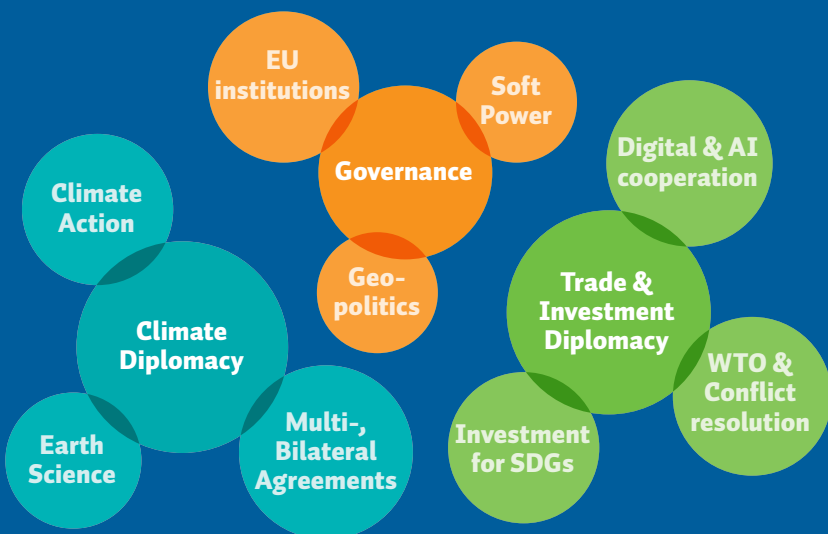 EU
institutions
Soft
Power
Governance
Geo-
politics
Climate
Action
Climate
Diplomacy
Earth
Science
Multi-,
Bilateral
Agreements
Digital & AI
cooperation
Trade &
Investment
Diplomacy
WTO &
Conflict
resolution
Investment
for SDGs